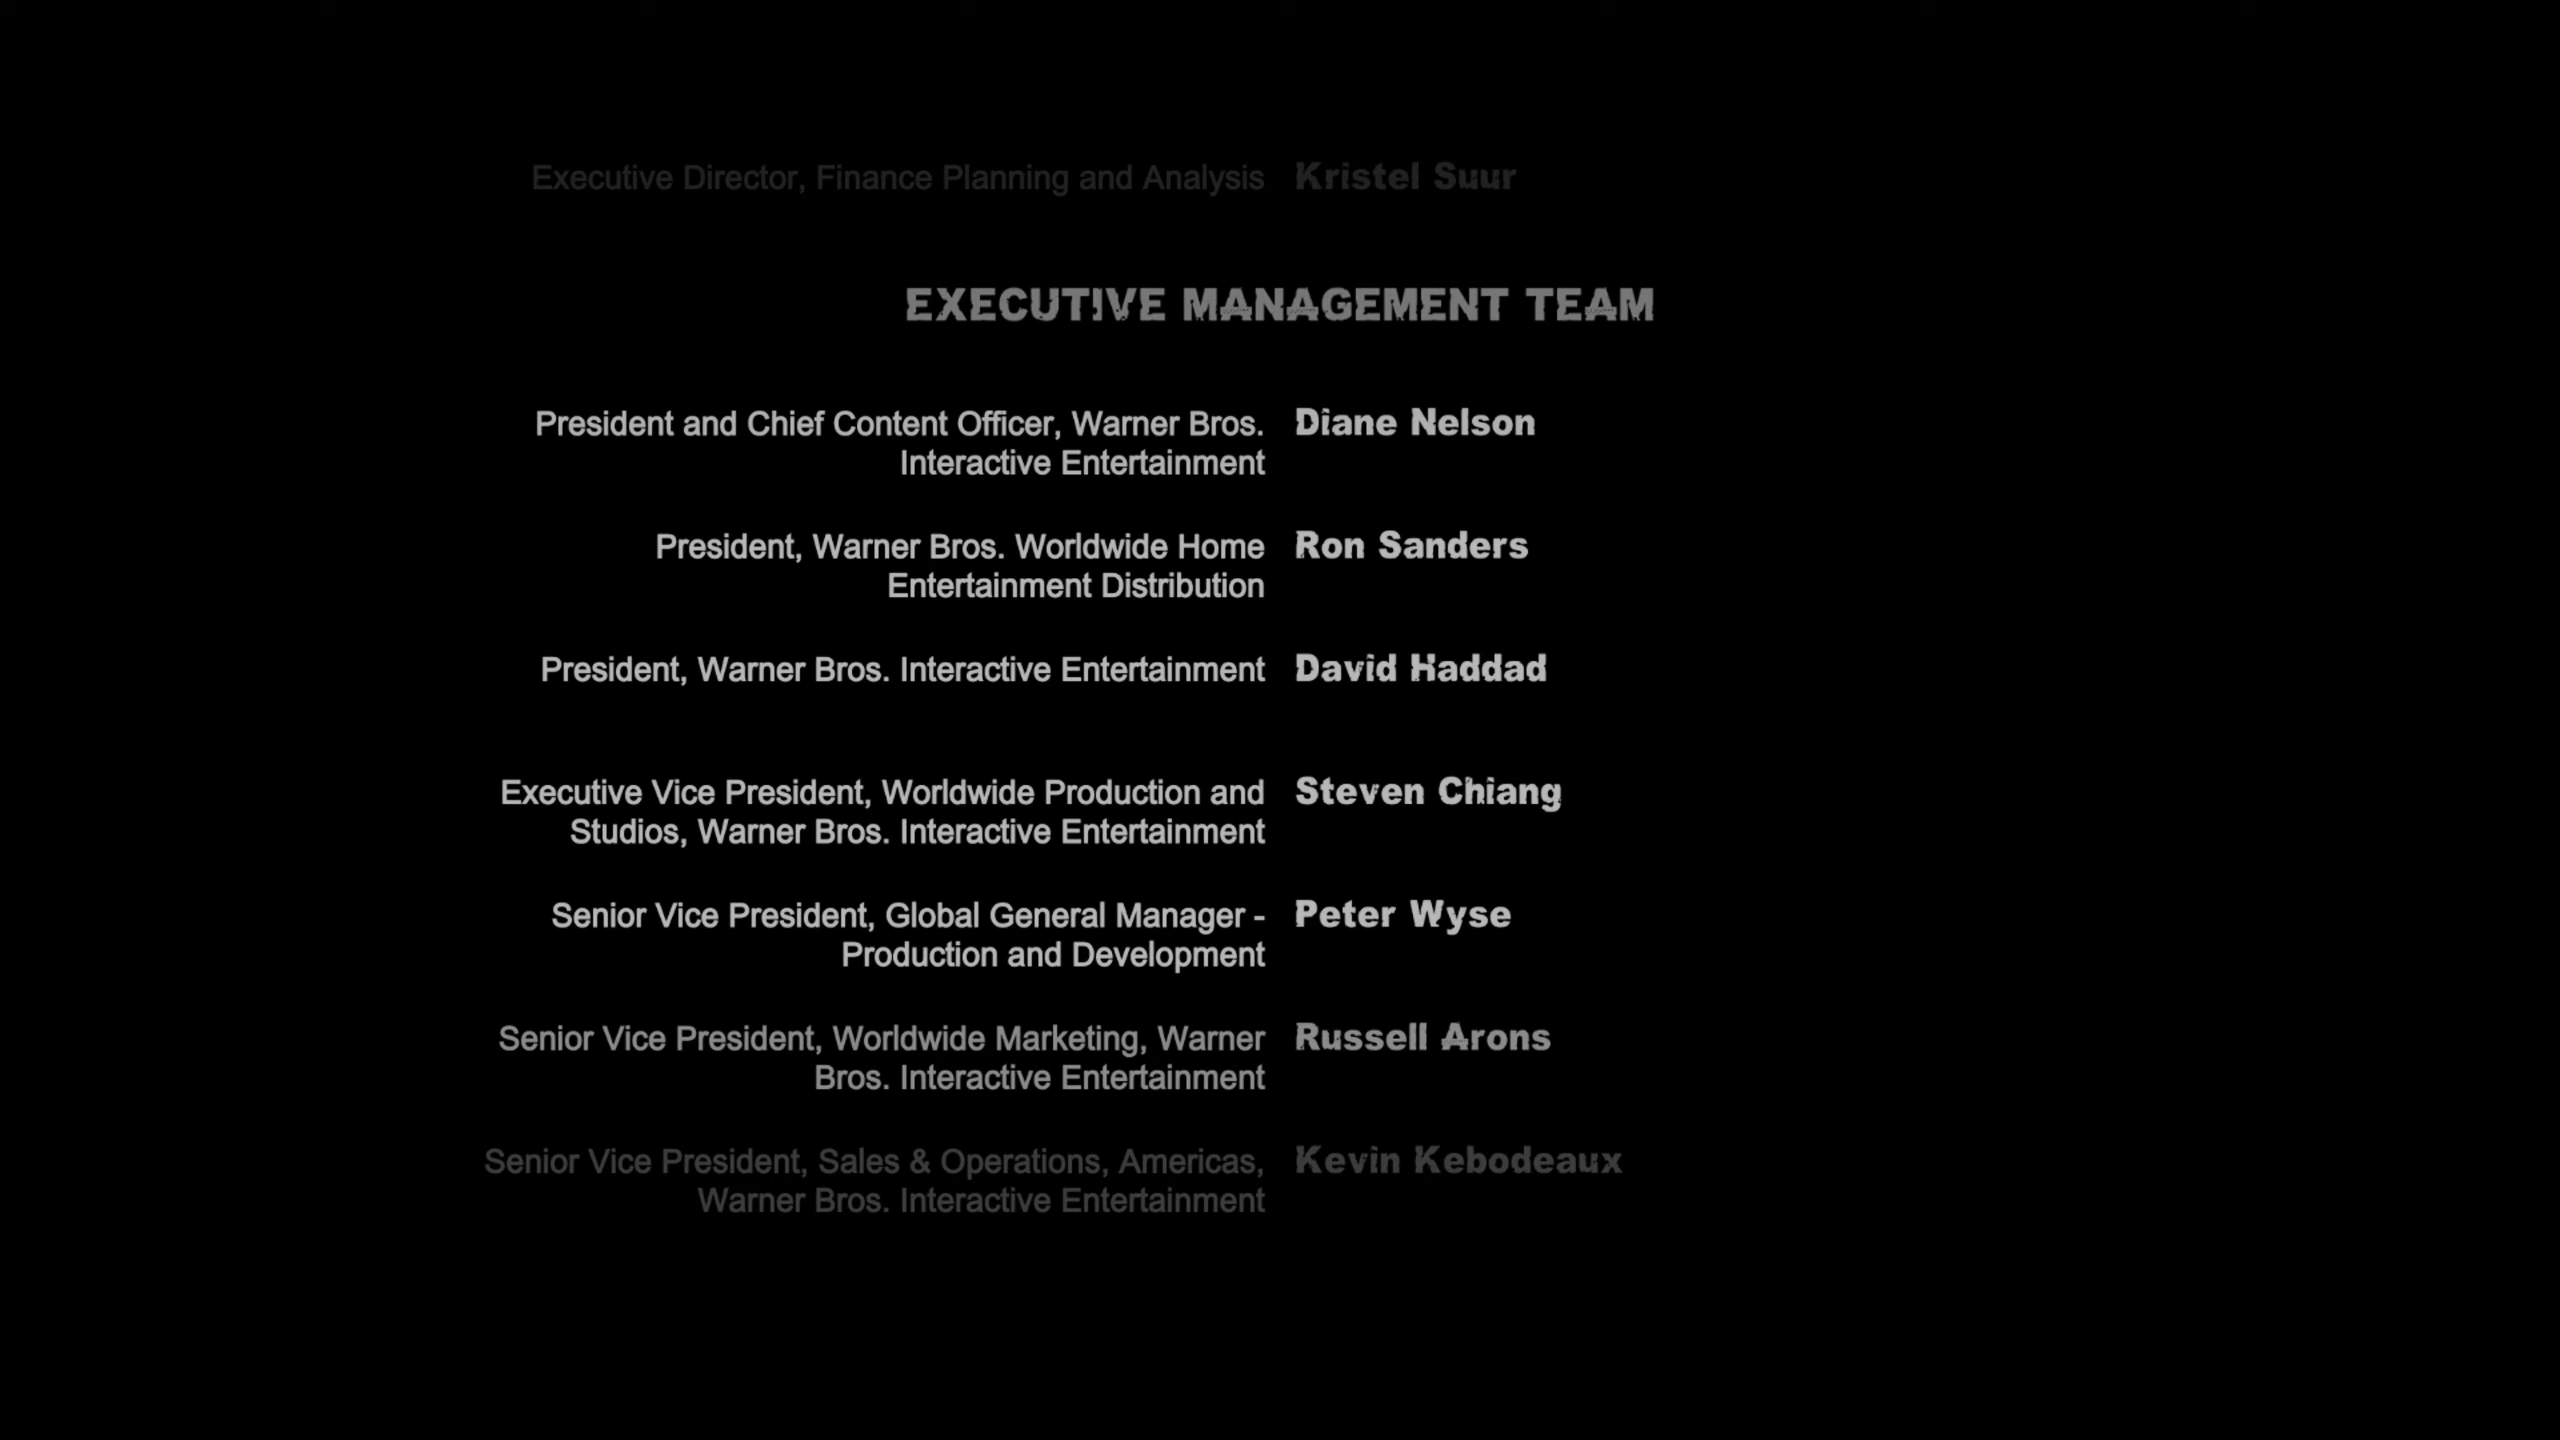 Executive Director, Finance Planning and Analysis Kristel Suur
EXECUTIVE MANAGEMENT TEAM
President and Chief Content Officer, Warner Bros. Diane Nelson
Interactive Entertainment
President, Warner Bros. Worldwide Home Ron Sanders
Entertainment Distribution
President, Warner Bros. Interactive Entertainment David Haddad
Executive Vice President, Worldwide Production and Steven Chiang
Studios, Warner Bros. Interactive Entertainment
Senior Vice President, Global General Manager - Peter Wyse
Production and Development
Senior Vice President, Worldwide Marketing, Warner Russell Arons
Bros. Interactive Entertainment
Senior Vice President, Sales & Operations, Americas, Kevin Kebodeaux
Warner Bros. Interactive Entertainment